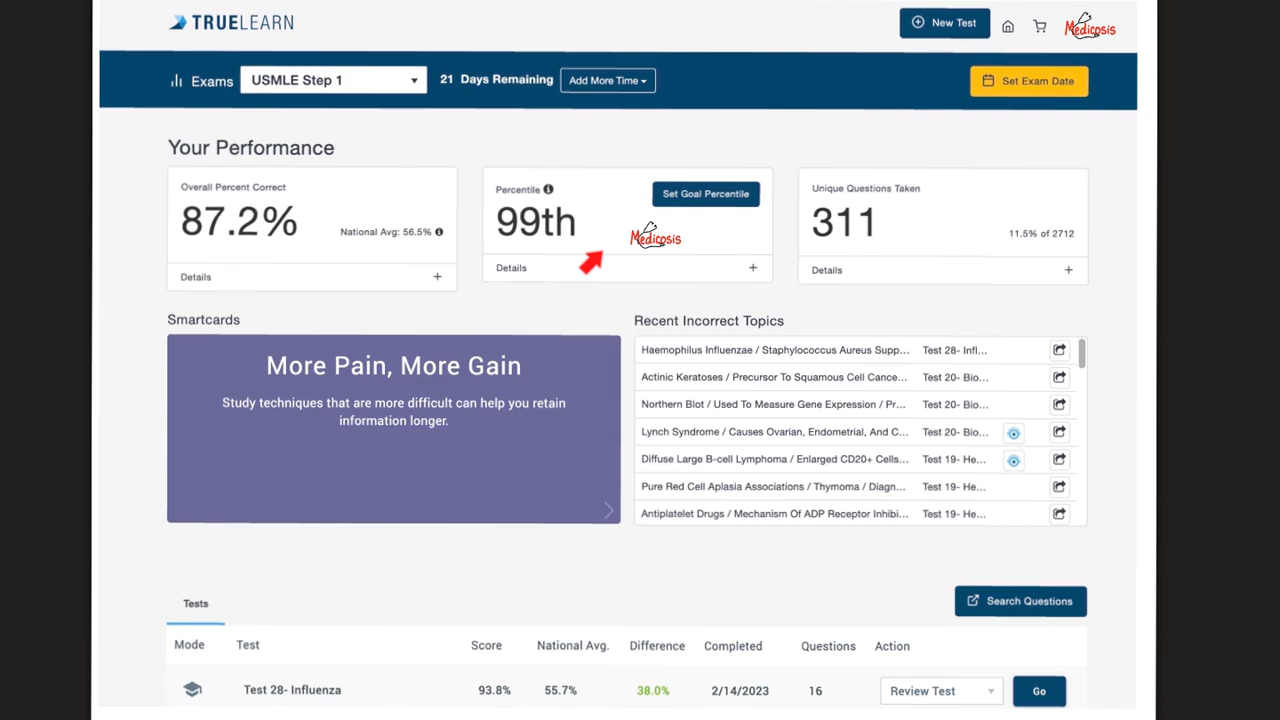 TRUELEARN
New Test
Medicosis
Exams USMLE Step 1 21 Days Remaining Add More Time Set Exam Date
Your Performance
Overall Percent Correct
87.2% National Avg: 56.5%
Details +
Percentile Set Goal Percentile
99th Medicosis
Details +
Unique Questions Taken
311 11.5% of 2712
Details +
Smartcards
More Pain, More Gain
Study techniques that are more difficult can help you retain
information longer.
Recent Incorrect Topics
Haemophilus Influenzae / Staphylococcus Aureus Supp... Test 28- Infl...
Actinic Keratoses / Precursor To Squamous Cell Cance... Test 20- Bio...
Northern Blot / Used To Measure Gene Expression / Pr... Test 20- Bio...
Lynch Syndrome / Causes Ovarian, Endometrial, And C... Test 20- Bio...
Diffuse Large B-cell Lymphoma / Enlarged CD20+ Cells... Test 19- He...
Pure Red Cell Aplasia Associations / Thymoma / Diagn... Test 19- He...
Antiplatelet Drugs / Mechanism Of ADP Receptor Inhibi... Test 19- He...
Tests
Search Questions
Mode Test Score National Avg. Difference Completed Questions Action
Test 28- Influenza 93.8% 55.7% 38.0% 2/14/2023 16 Review Test Go